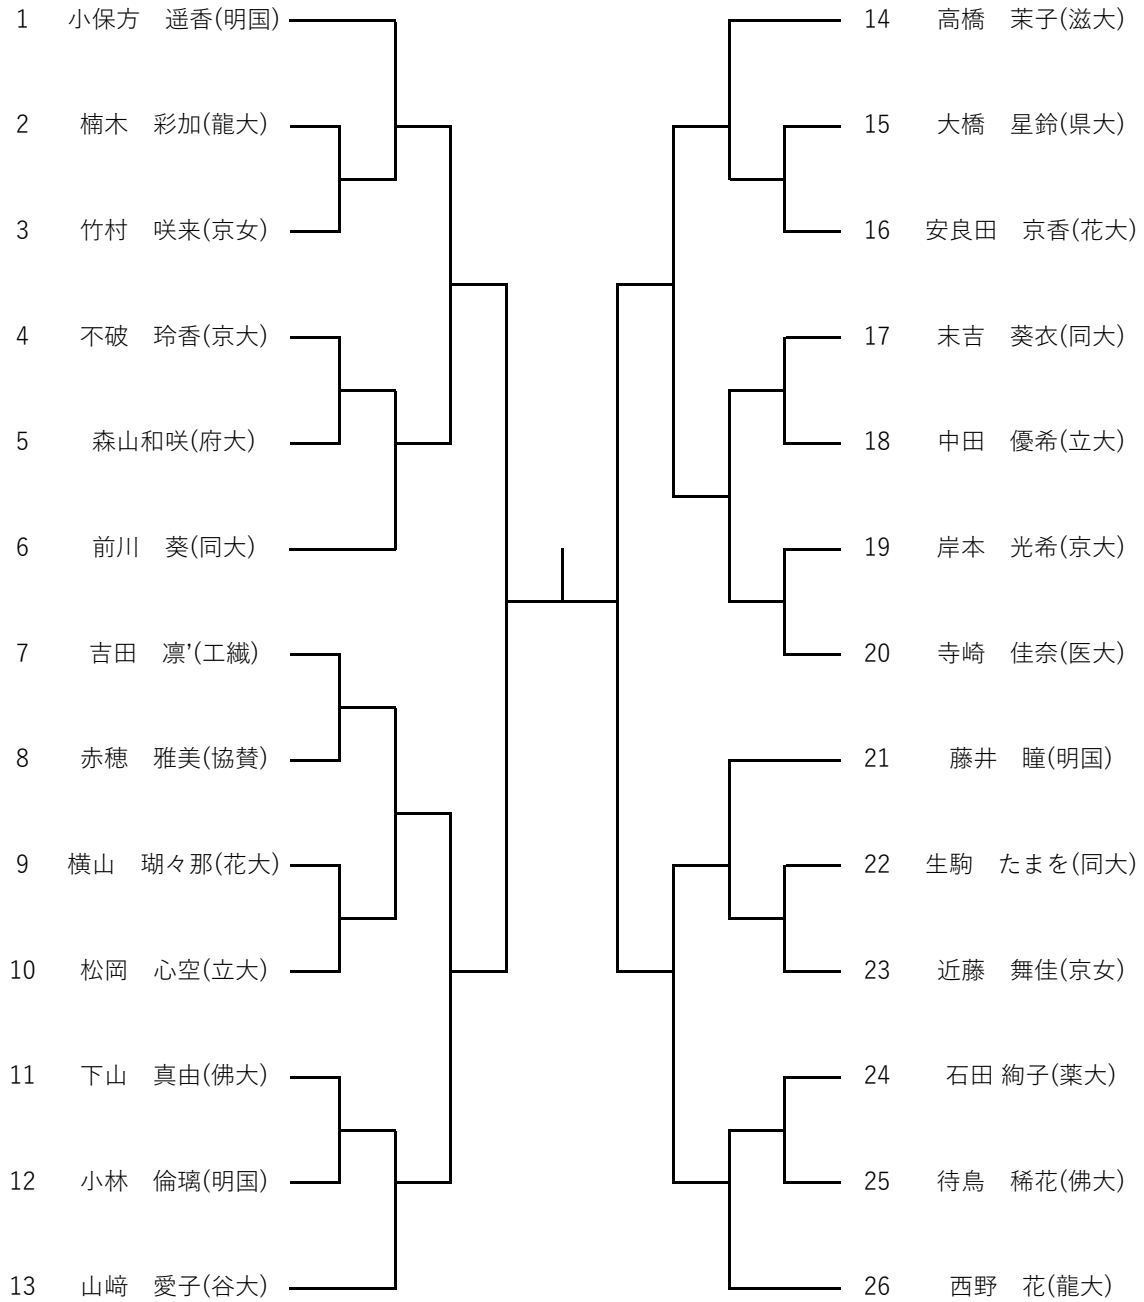 1 小保方　遥香(明国)
2 楠木　彩加(龍大)
3 竹村　咲来(京女)
4 不破　玲香(京大)
5 森山和咲(府大)
6 前川　葵(同大)
7 吉田　凛’(工繊)
8 赤穂　雅美(協賛)
9 横山　瑚々那(花大)
10 松岡　心空(立大)
11 下山　真由(佛大)
12 小林　倫璃(明国)
13 山﨑　愛子(谷大)
14 高橋　茉子(滋大)
15 大橋　星鈴(県大)
16 安良田　京香(花大)
17 末吉　葵衣(同大)
18 中田　優希(立大)
19 岸本　光希(京大)
20 寺崎　佳奈(医大)
21 藤井　瞳(明国)
22 生駒　たまを(同大)
23 近藤　舞佳(京女)
24 石田 絢子(薬大)
25 待鳥　稀花(佛大)
26 西野　花(龍大)